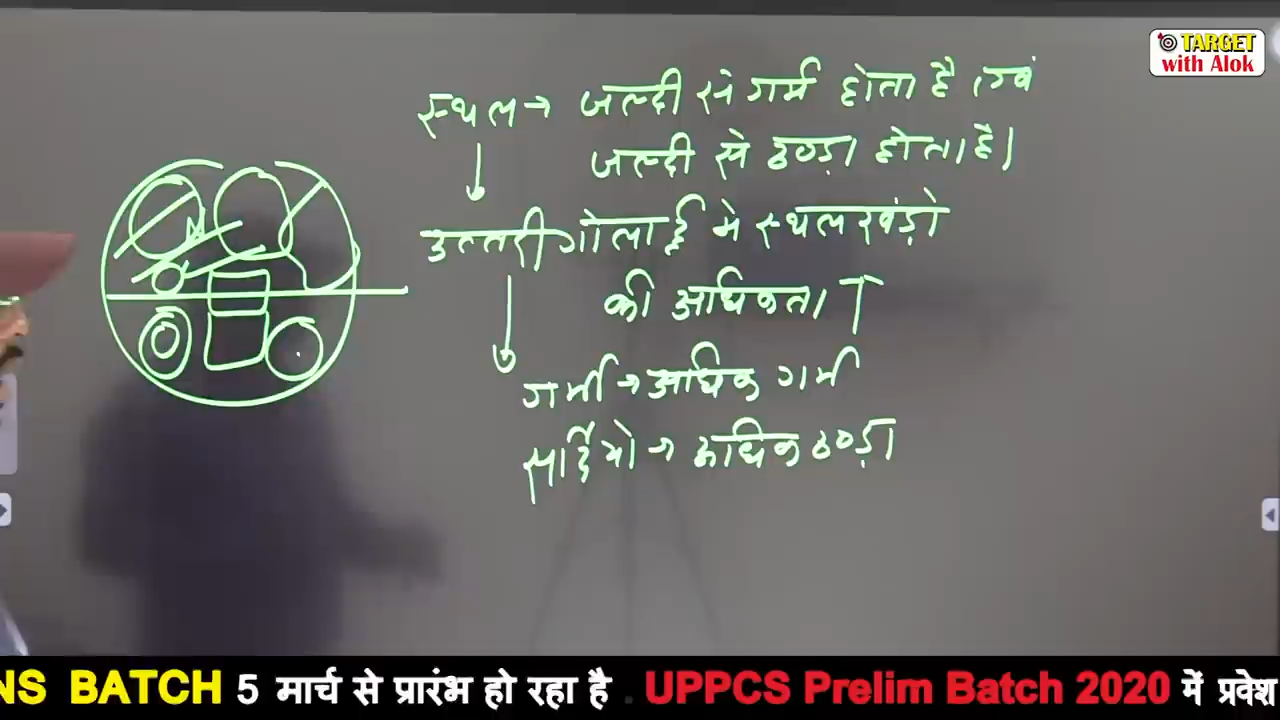 TARGET
with Alok
स्थल → जल्दी से गर्म होता है एवं
जल्दी से ठण्डा होता है।
उत्तरी गोलार्द्ध मे स्थलखंडो
की अधिकता ↑
गर्मी → अधिक गर्म
सर्दियो → अधिक ठण्डा
NS BATCH 5 मार्च से प्रारंभ हो रहा है . UPPCS Prelim Batch 2020 में प्रवेश